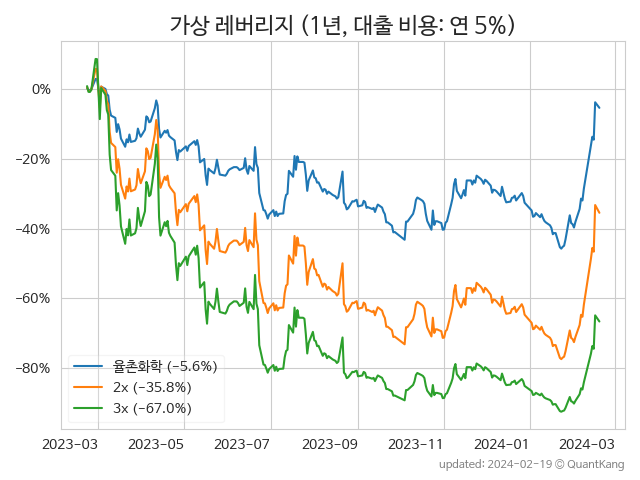 가상 레버리지 (1년, 대출 비용: 연 5%)
0%
−20%
−40%
−60%
−80%
율촌화학 (−5.6%)
2x (−35.8%)
3x (−67.0%)
2023-03 2023-05 2023-07 2023-09 2023-11 2024-01 2024-03
updated: 2024-02-19 © QuantKang